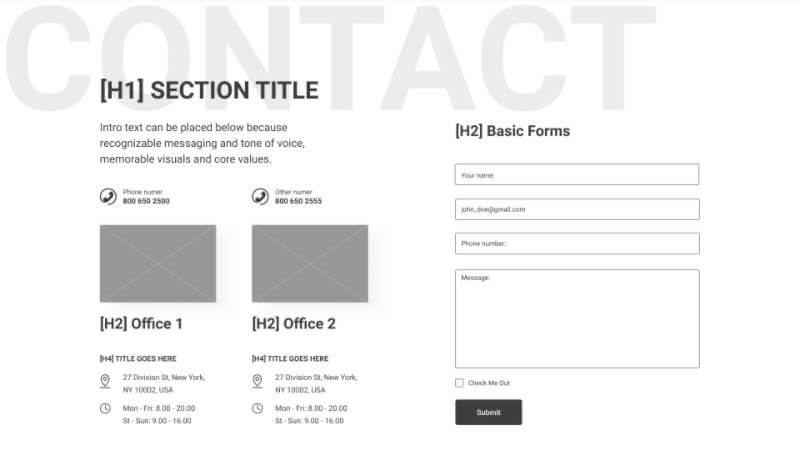 CONTACT
[H1] SECTION TITLE
Intro text can be placed below because
recognizable messaging and tone of voice,
memorable visuals and core values.
Phone numer
800 650 2500
Other numer
800 650 2555
[H2] Office 1
[H4] TITLE GOES HERE
27 Division St, New York,
NY 10002, USA
Mon - Fri: 8.00 - 20.00
St - Sun: 9.00 - 16.00
[H2] Office 2
[H4] TITLE GOES HERE
27 Division St, New York,
NY 10002, USA
Mon - Fri: 8.00 - 20.00
St - Sun: 9.00 - 16.00
[H2] Basic Forms
Your name:
john_doe@gmail.com
Phone number:
Message:
Check Me Out
Submit